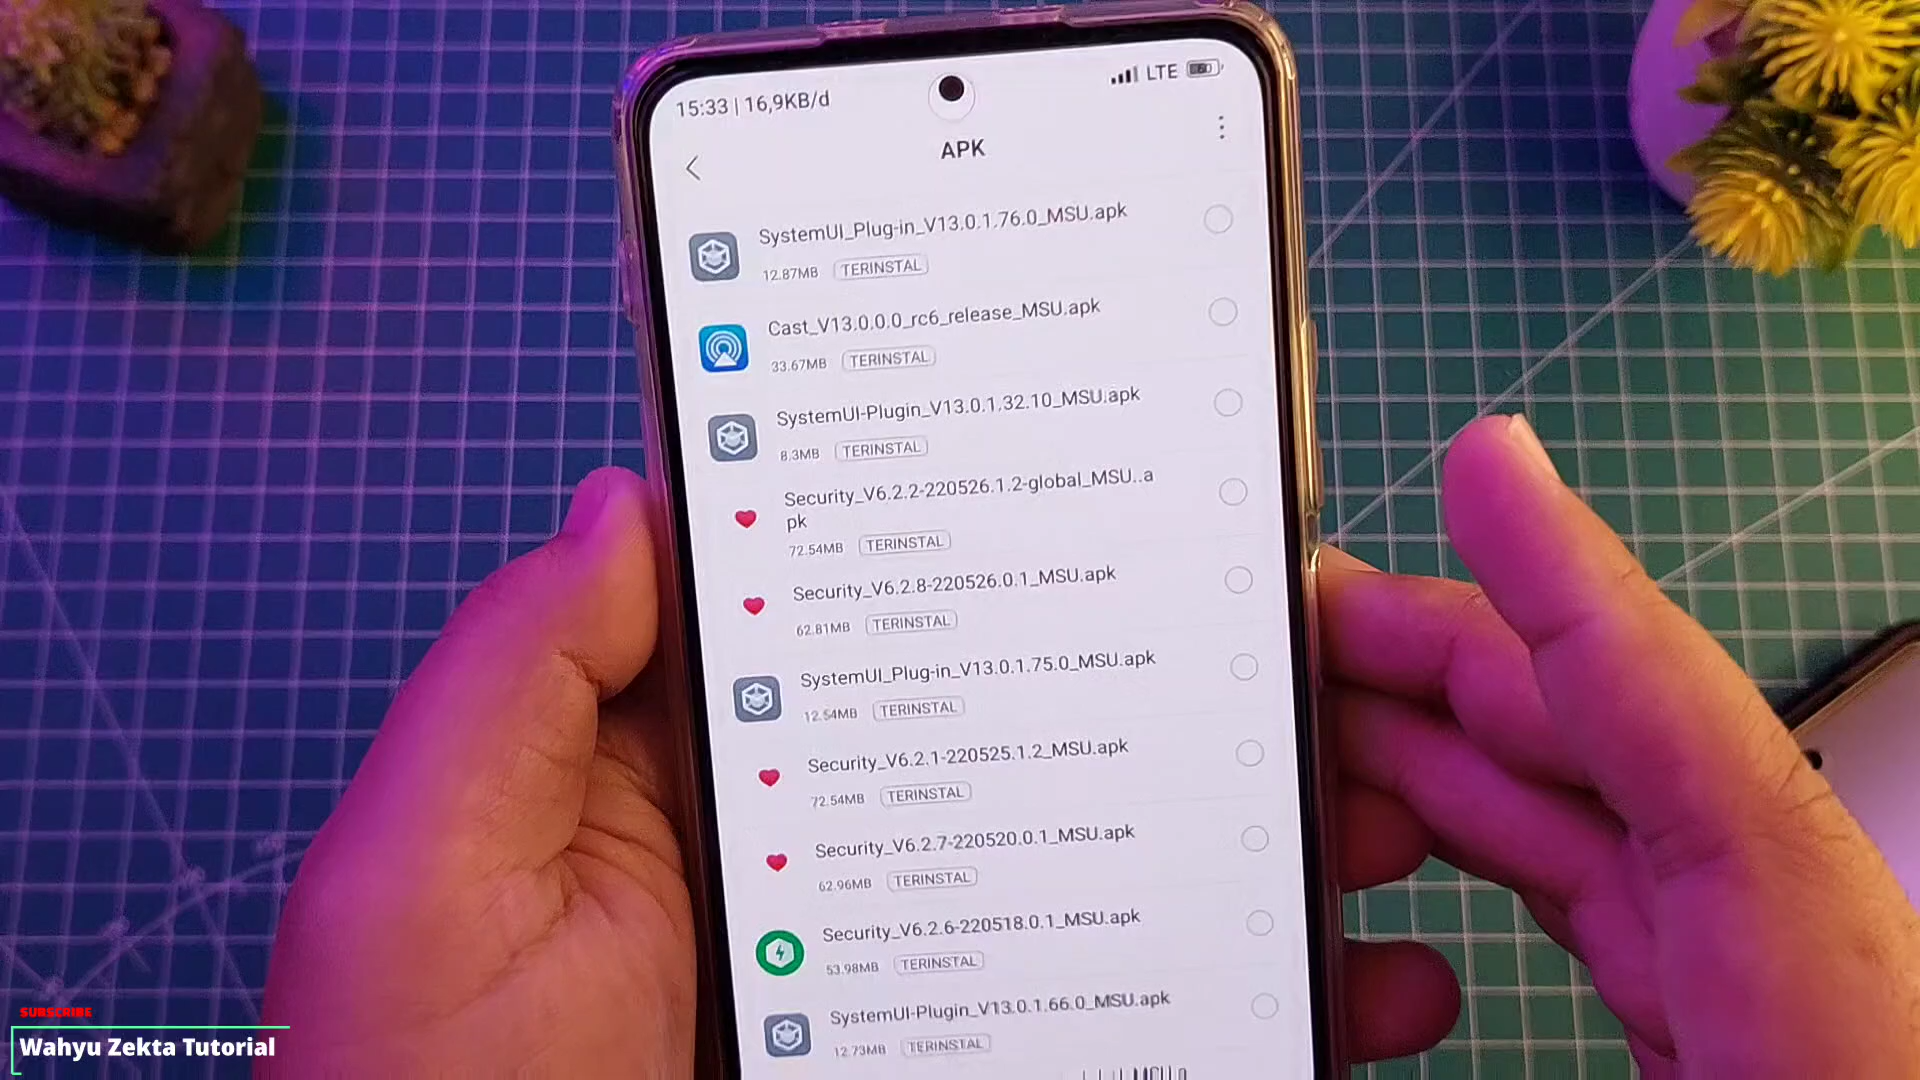 15:33 | 16,9KB/d
LTE 60
APK
SystemUI_Plug-in_V13.0.1.76.0_MSU.apk
12.87MB TERINSTAL
Cast_V13.0.0.0_rc6_release_MSU.apk
33.67MB TERINSTAL
SystemUI-Plugin_V13.0.1.32.10_MSU.apk
8.3MB TERINSTAL
Security_V6.2.2-220526.1.2-global_MSU..a
pk
72.54MB TERINSTAL
Security_V6.2.8-220526.0.1_MSU.apk
62.81MB TERINSTAL
SystemUI_Plug-in_V13.0.1.75.0_MSU.apk
12.54MB TERINSTAL
Security_V6.2.1-220525.1.2_MSU.apk
72.54MB TERINSTAL
Security_V6.2.7-220520.0.1_MSU.apk
62.96MB TERINSTAL
Security_V6.2.6-220518.0.1_MSU.apk
53.98MB TERINSTAL
SystemUI-Plugin_V13.0.1.66.0_MSU.apk
12.73MB TERINSTAL
SUBSCRIBE
Wahyu Zekta Tutorial